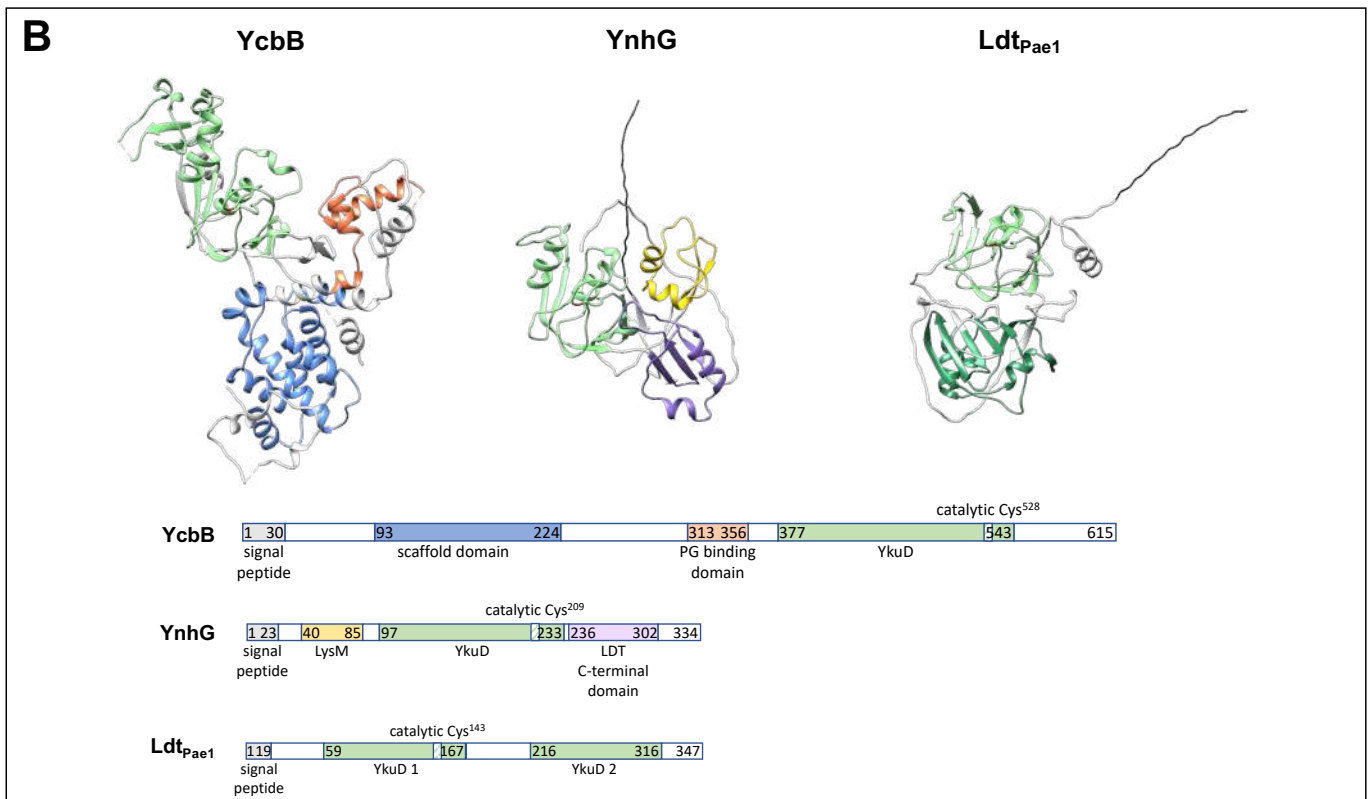 B
YcbB YnhG LdtPae1
catalytic Cys528
YcbB 1 30 93 224 313 356 377 543 615
signal peptide scaffold domain PG binding domain YkuD
catalytic Cys209
YnhG 1 23 40 85 97 233 236 302 334
signal peptide LysM YkuD LDT C-terminal domain
catalytic Cys143
LdtPae1 1 19 59 167 216 316 347
signal peptide YkuD 1 YkuD 2